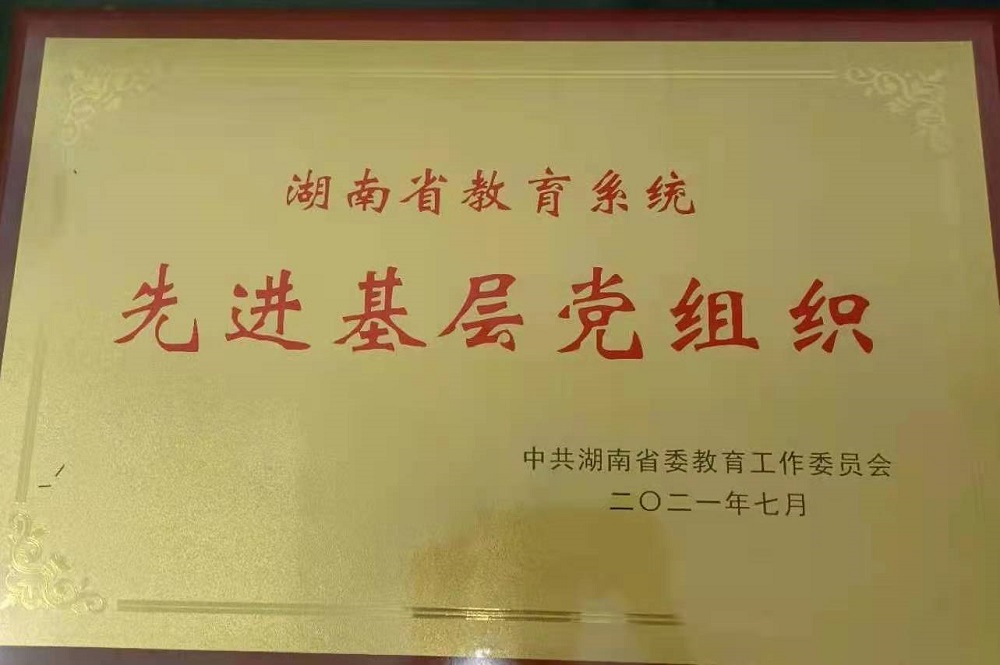 湖南省教育系统
先进基层党组织
中共湖南省委教育工作委员会
二〇二一年七月